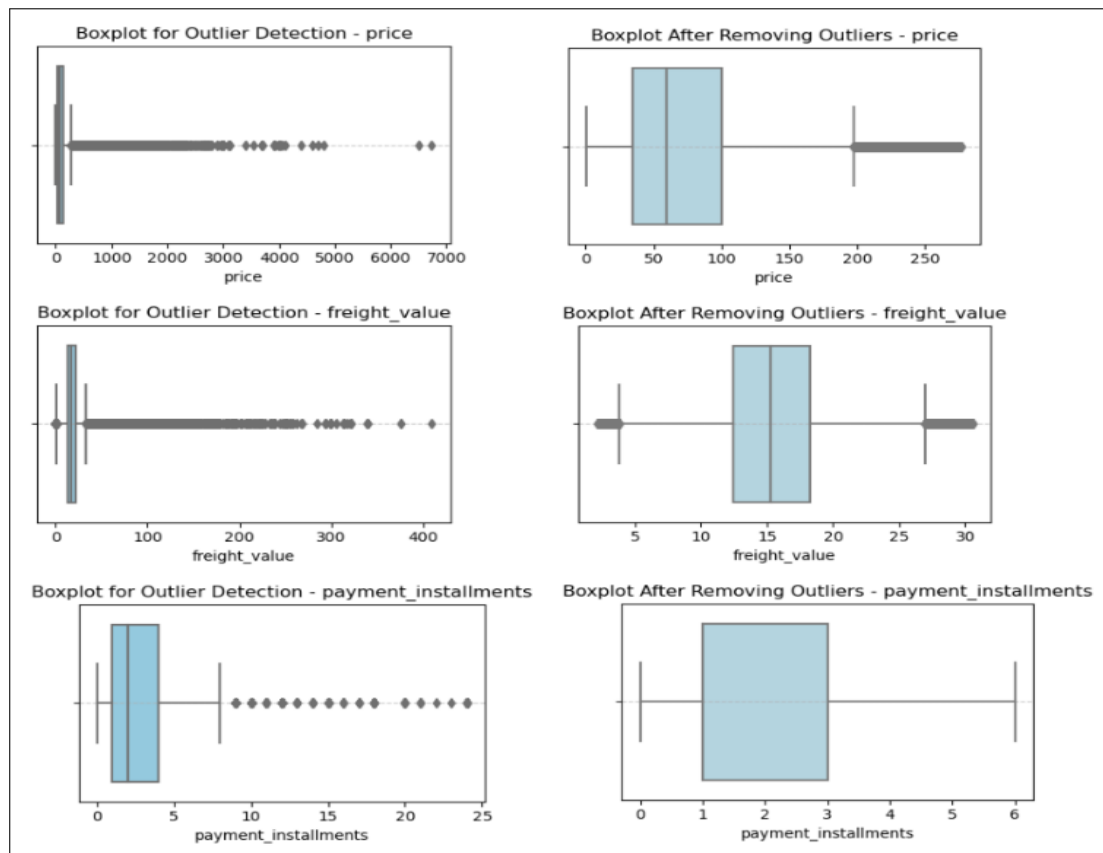 Boxplot for Outlier Detection - price
0 1000 2000 3000 4000 5000 6000 7000
price
Boxplot After Removing Outliers - price
0 50 100 150 200 250
price
Boxplot for Outlier Detection - freight_value
0 100 200 300 400
freight_value
Boxplot After Removing Outliers - freight_value
5 10 15 20 25 30
freight_value
Boxplot for Outlier Detection - payment_installments
0 5 10 15 20 25
payment_installments
Boxplot After Removing Outliers - payment_installments
0 1 2 3 4 5 6
payment_installments